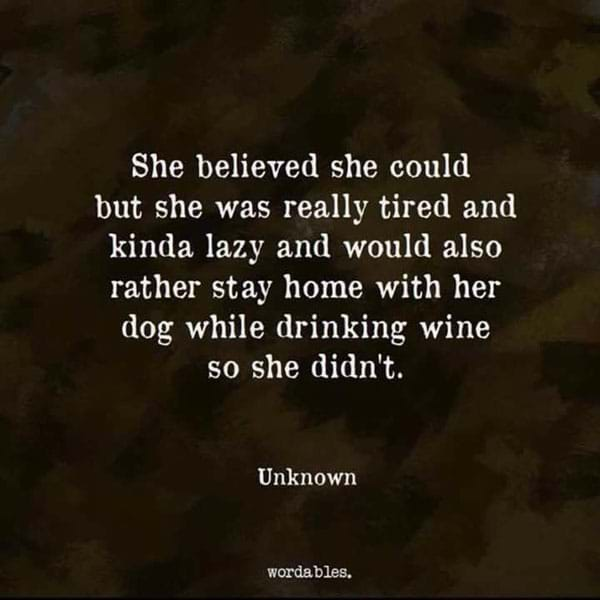 She believed she could
but she was really tired and
kinda lazy and would also
rather stay home with her
dog while drinking wine
so she didn't.
Unknown
wordables.